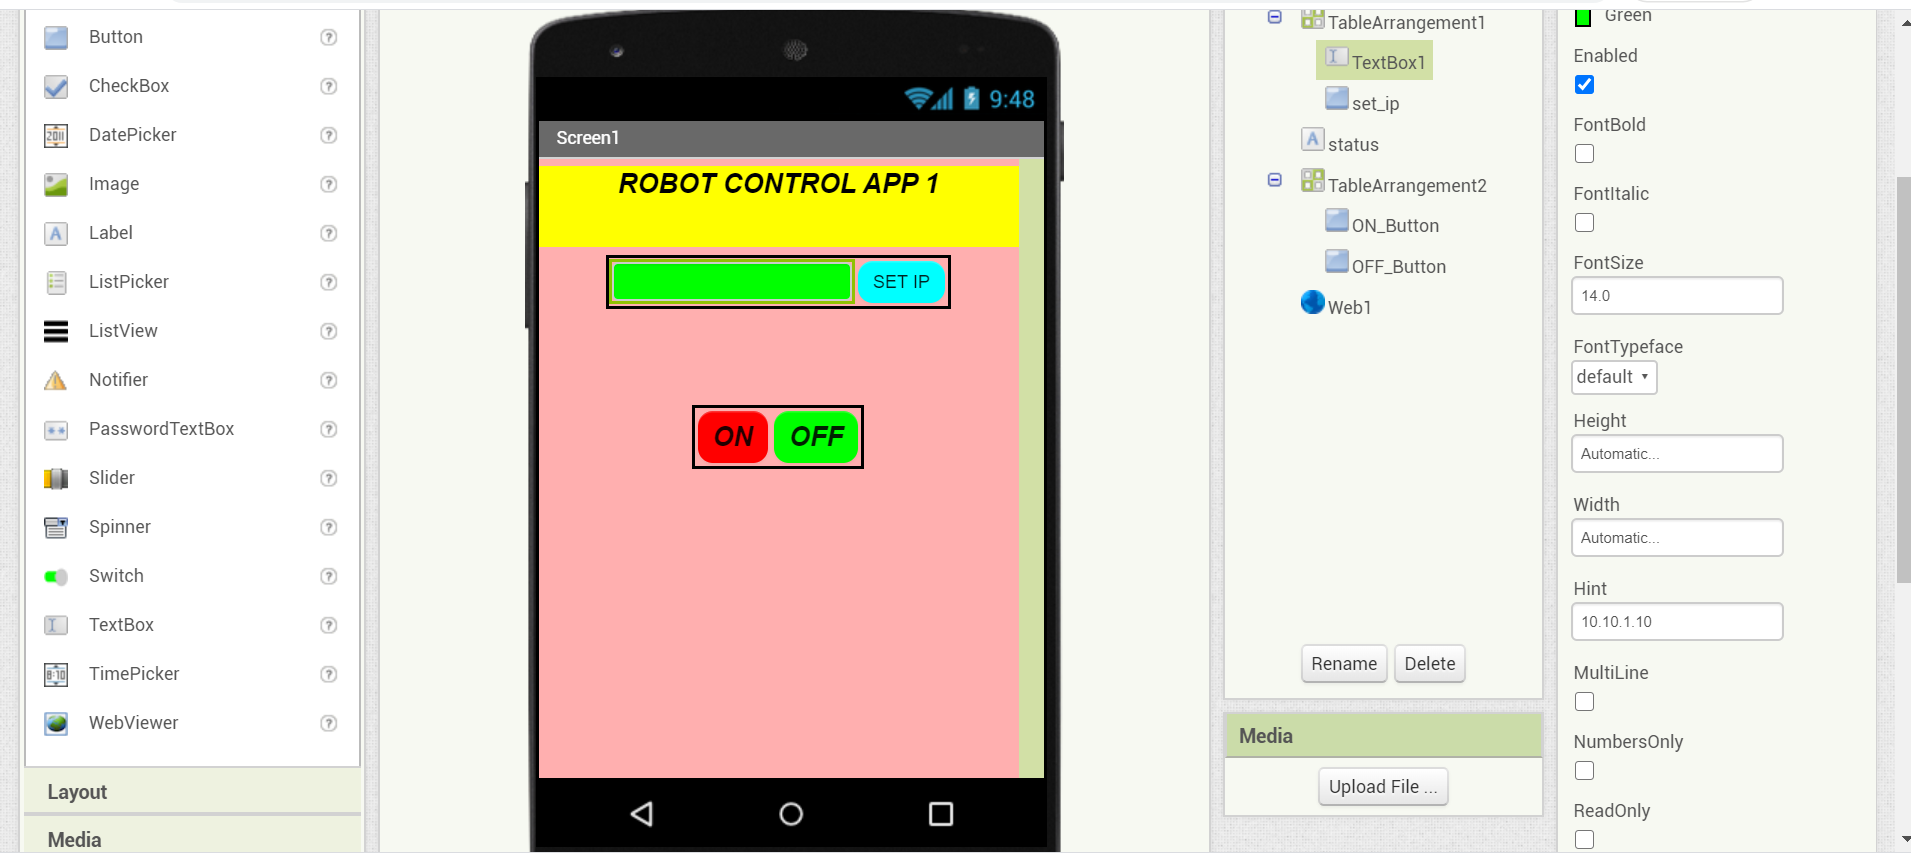 Button
CheckBox
DatePicker
Image
Label
ListPicker
ListView
Notifier
PasswordTextBox
Slider
Spinner
Switch
TextBox
TimePicker
WebViewer
Layout
Media
9:48
Screen1
ROBOT CONTROL APP 1
SET IP
ON OFF
TableArrangement1
TextBox1
set_ip
status
TableArrangement2
ON_Button
OFF_Button
Web1
Rename Delete
Media
Upload File ...
Green
Enabled
FontBold
FontItalic
FontSize
14.0
FontTypeface
default
Height
Automatic...
Width
Automatic...
Hint
10.10.1.10
MultiLine
NumbersOnly
ReadOnly